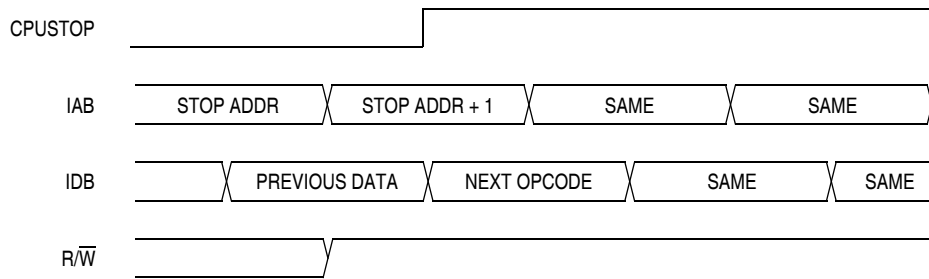 CPUSTOP
IAB STOP ADDR STOP ADDR + 1 SAME SAME
IDB PREVIOUS DATA NEXT OPCODE SAME SAME
R/W̅